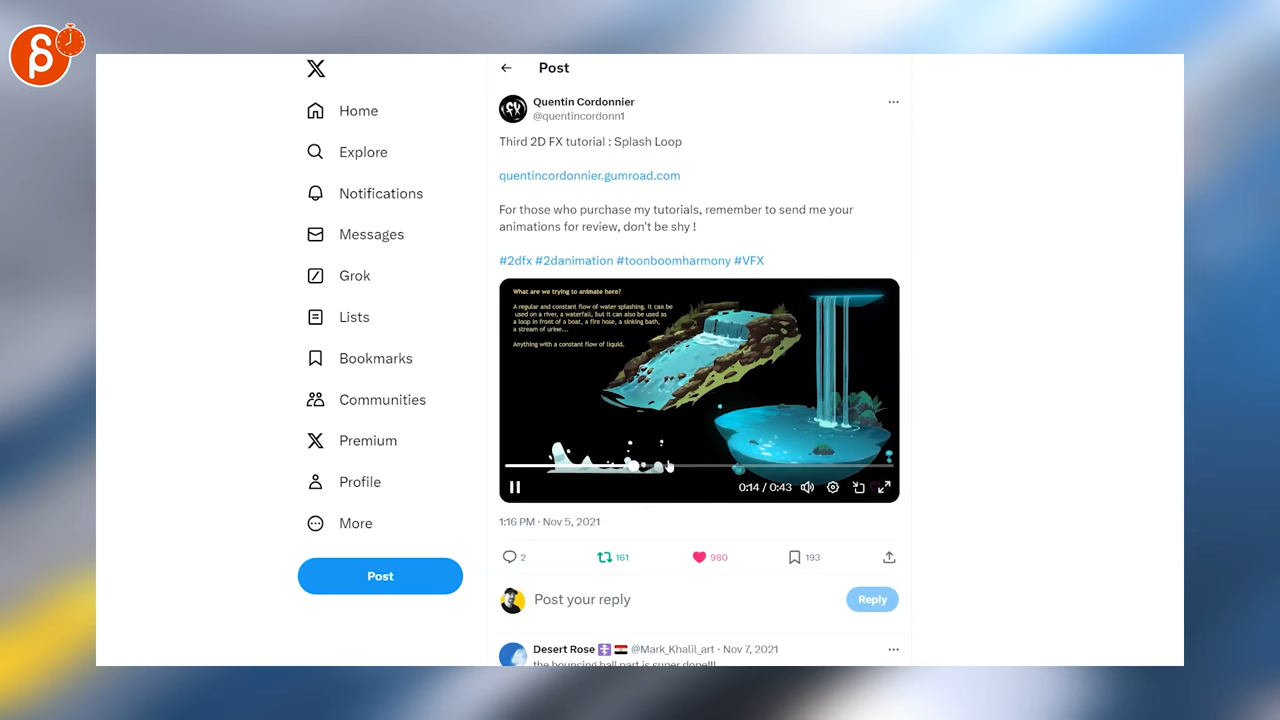 X
Home
Explore
Notifications
Messages
Grok
Lists
Bookmarks
Communities
Premium
Profile
More
Post
Post
Quentin Cordonnier
@quentincordonn1
Third 2D FX tutorial : Splash Loop
quentincordonnier.gumroad.com
For those who purchase my tutorials, remember to send me your
animations for review, don't be shy !
#2dfx #2danimation #toonboomharmony #VFX
What are we trying to animate here?
A regular and constant flow of water splashing. It can be
used on a river, a waterfall, but it can also be used as
a loop in front of a boat, a fire hose, a sinking bath,
a stream of urine...
Anything with a constant flow of liquid.
0:14 / 0:43
1:16 PM · Nov 5, 2021
2 161 980 193
Post your reply
Reply
Desert Rose @Mark_Khalil_art · Nov 7, 2021
the bouncing ball part is super dope!!!